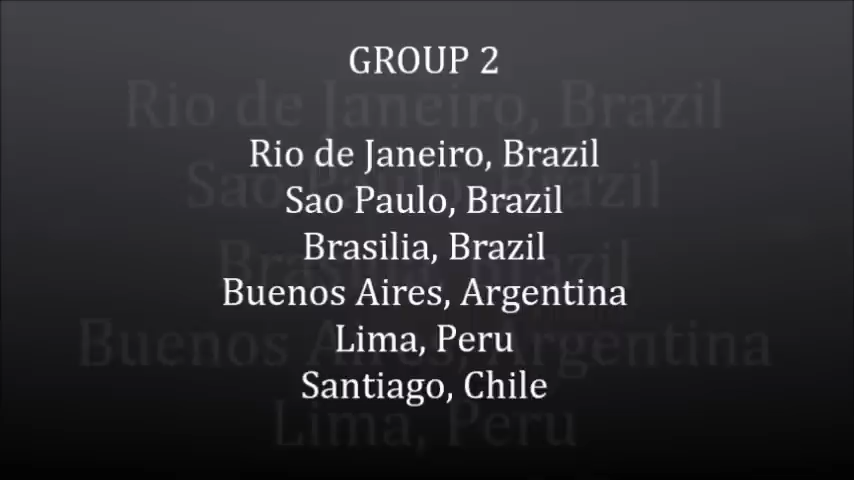 GROUP 2
Rio de Janeiro, Brazil
Sao Paulo, Brazil
Brasilia, Brazil
Buenos Aires, Argentina
Lima, Peru
Santiago, Chile